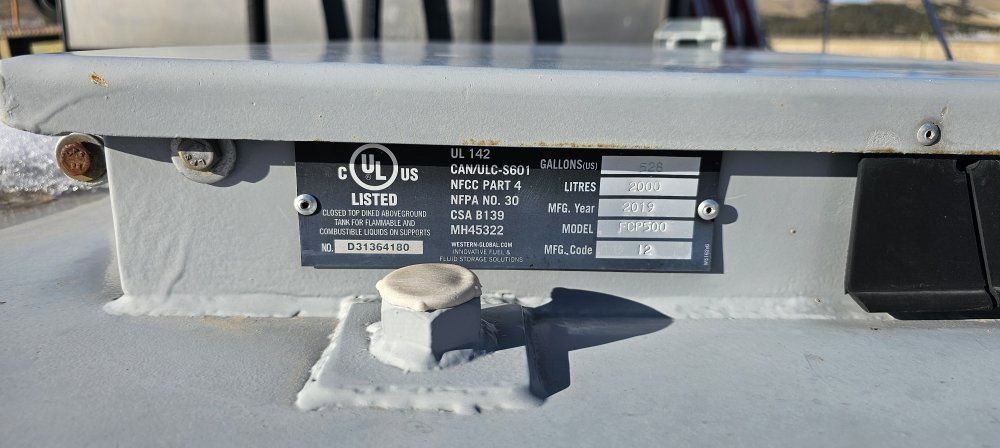 C UL US
®
LISTED
CLOSED TOP DIKED ABOVEGROUND
TANK FOR FLAMMABLE AND
COMBUSTIBLE LIQUIDS ON SUPPORTS
NO. D31364180
UL 142
CAN/ULC-S601
NFCC PART 4
NFPA NO. 30
CSA B139
MH45322
WESTERN-GLOBAL.COM
INNOVATIVE FUEL &
FLUID STORAGE SOLUTIONS
GALLONS(US) 528
LITRES 2000
MFG. Year 2019
MODEL FCP500
MFG. Code 12